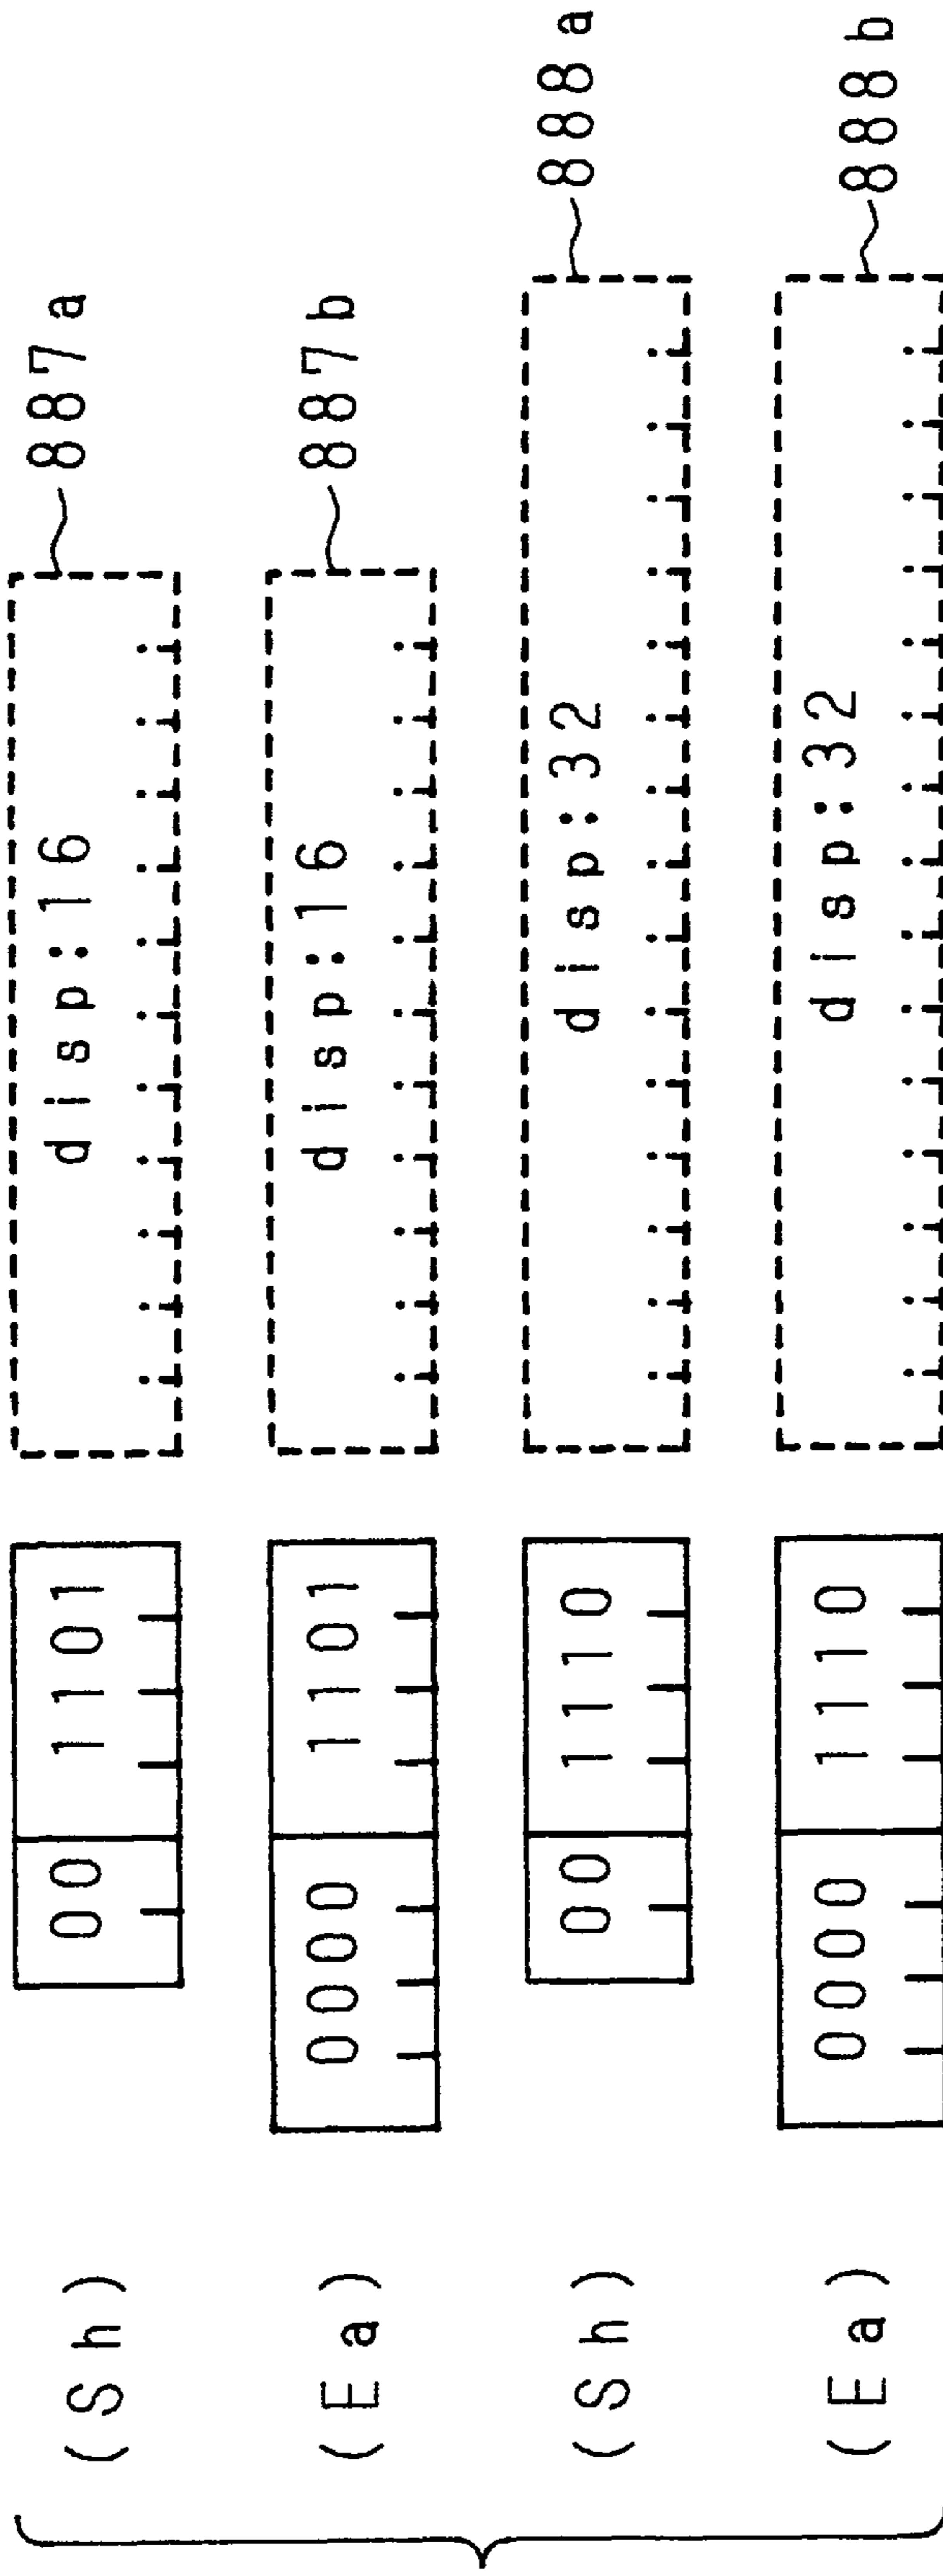 (Sh) 00 1101 disp:16 887a
(Ea) 0000 1101 disp:16 887b
(Sh) 00 1110 disp:32 888a
(Ea) 0000 1110 disp:32 888b